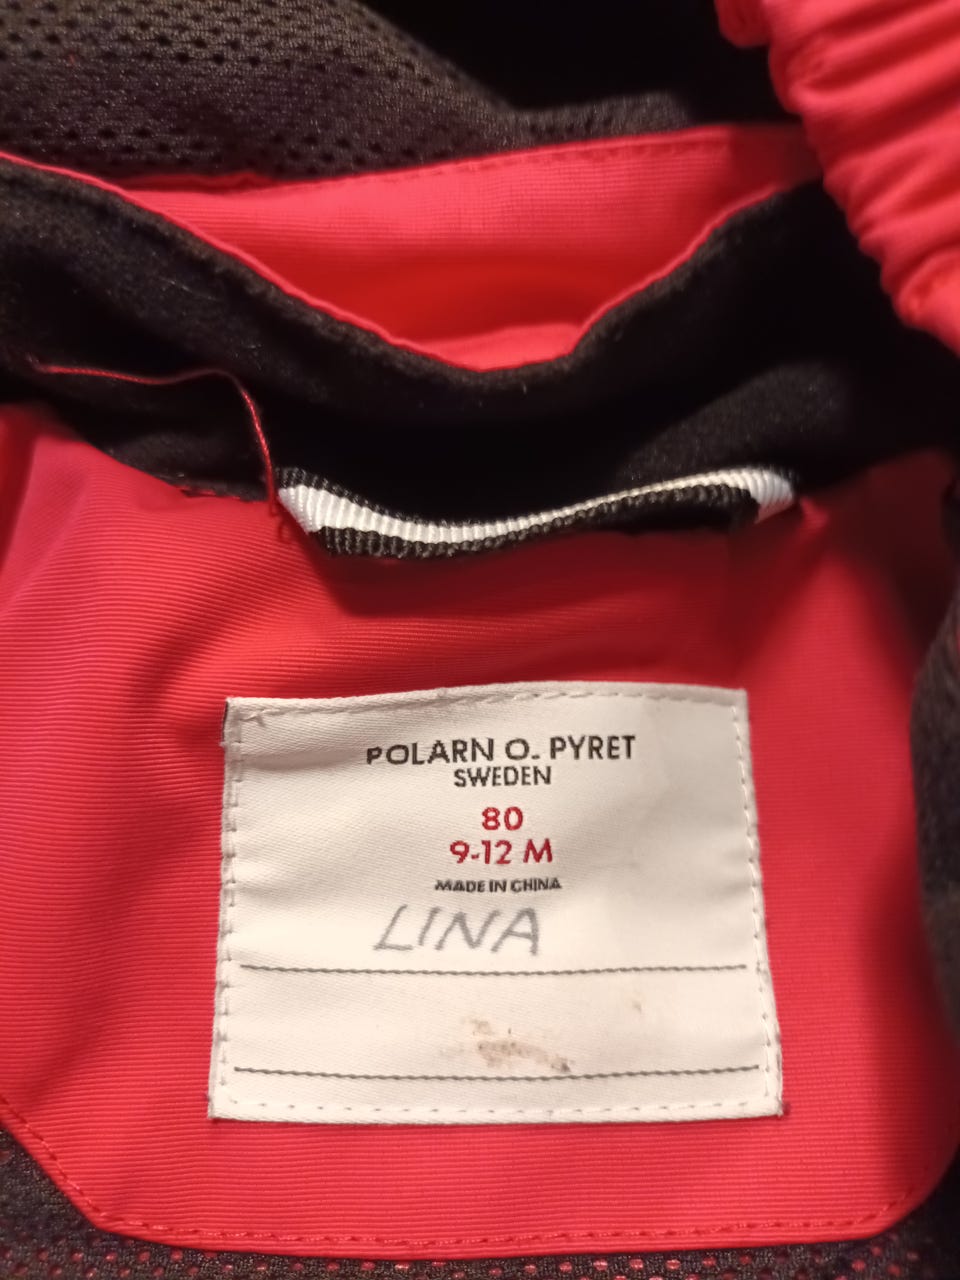 POLARN O. PYRET
SWEDEN
80
9-12 M
MADE IN CHINA
LINA